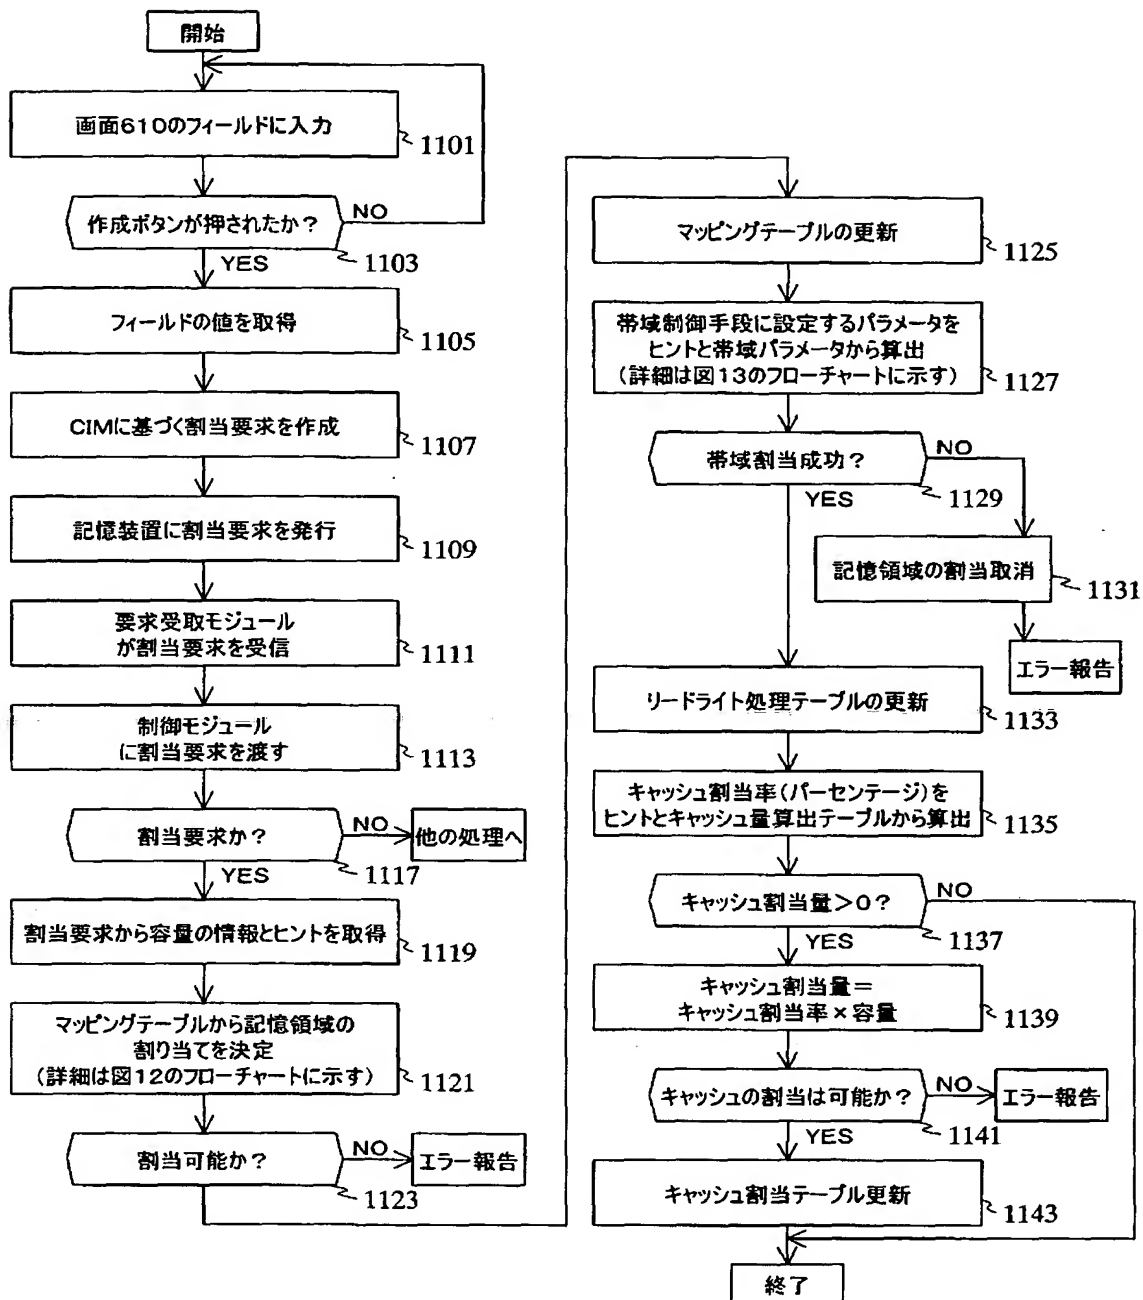 開始
画面610のフィールドに入力
1101
作成ボタンが押されたか?
NO
1103
YES
フィールドの値を取得
1105
CIMに基づく割当要求を作成
1107
記憶装置に割当要求を発行
1109
要求受取モジュール
が割当要求を受信
1111
制御モジュール
に割当要求を渡す
1113
割当要求か?
NO
他の処理へ
1117
YES
割当要求から容量の情報とヒントを取得
1119
マッピングテーブルから記憶領域の
割り当てを決定
(詳細は図12のフローチャートに示す)
1121
割当可能か?
NO
エラー報告
1123
マッピングテーブルの更新
1125
帯域制御手段に設定するパラメータを
ヒントと帯域パラメータから算出
(詳細は図13のフローチャートに示す)
1127
帯域割当成功?
NO
1129
YES
記憶領域の割当取消
1131
エラー報告
リードライト処理テーブルの更新
1133
キャッシュ割当率(パーセンテージ)を
ヒントとキャッシュ量算出テーブルから算出
1135
キャッシュ割当量>0?
NO
1137
YES
キャッシュ割当量=
キャッシュ割当率×容量
1139
キャッシュの割当は可能か?
NO
エラー報告
1141
YES
キャッシュ割当テーブル更新
1143
終了